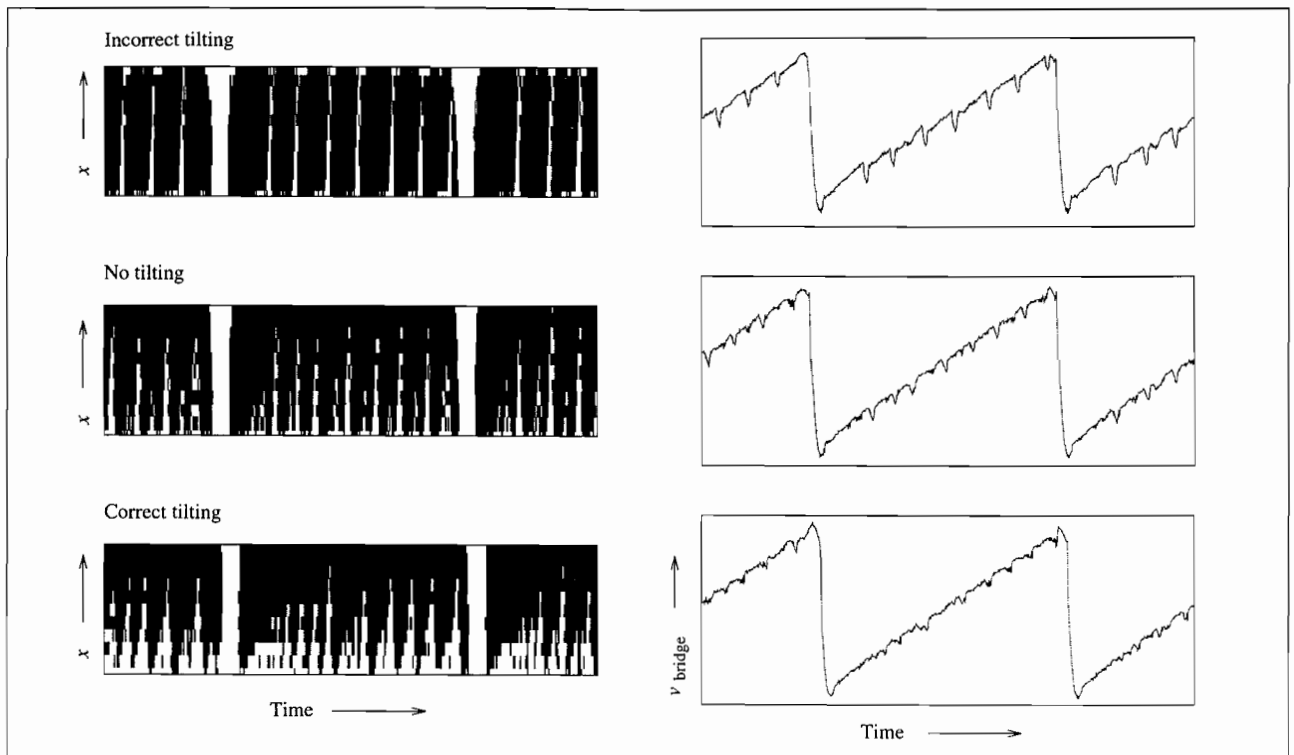 Incorrect tilting
x
No tilting
x
Correct tilting
x
v bridge
Time
Time